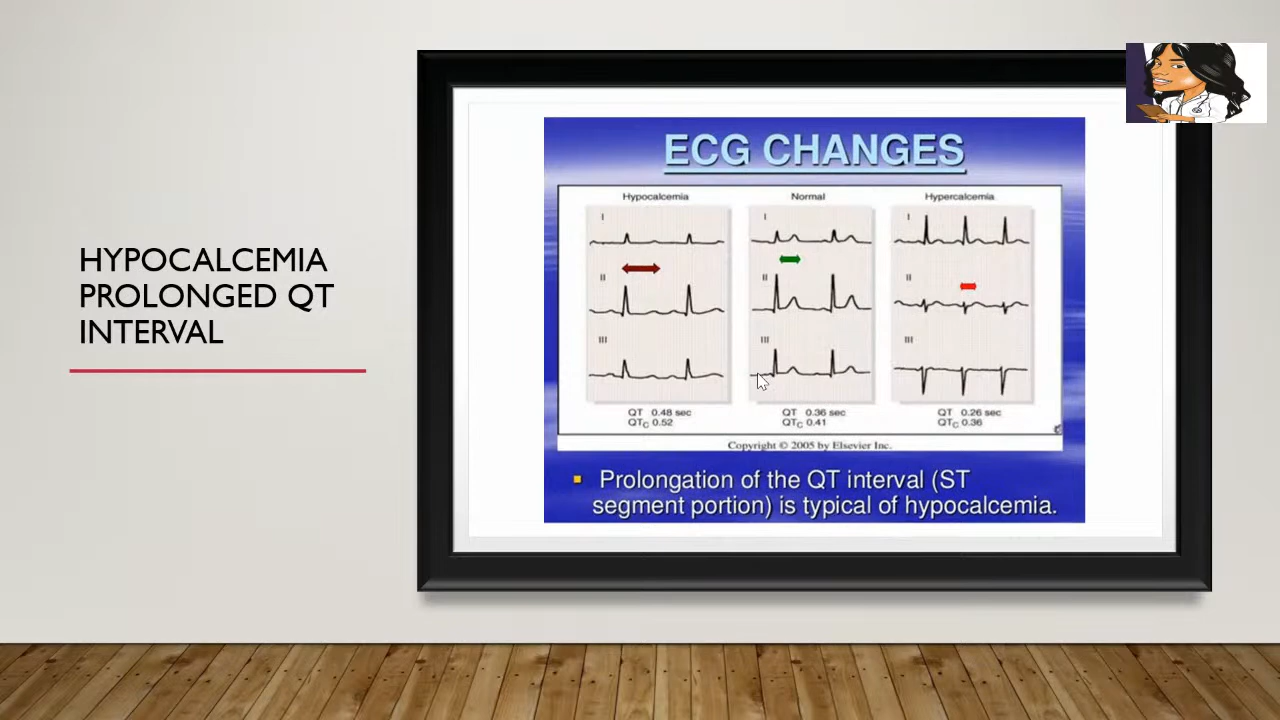 HYPOCALCEMIA
PROLONGED QT
INTERVAL
ECG CHANGES
Hypocalcemia
Normal
Hypercalcemia
I
I
I
II
II
II
III
III
III
QT 0.48 sec
QTC 0.52
QT 0.36 sec
QTC 0.41
QT 0.26 sec
QTC 0.36
Copyright © 2005 by Elsevier Inc.
Prolongation of the QT interval (ST
segment portion) is typical of hypocalcemia.